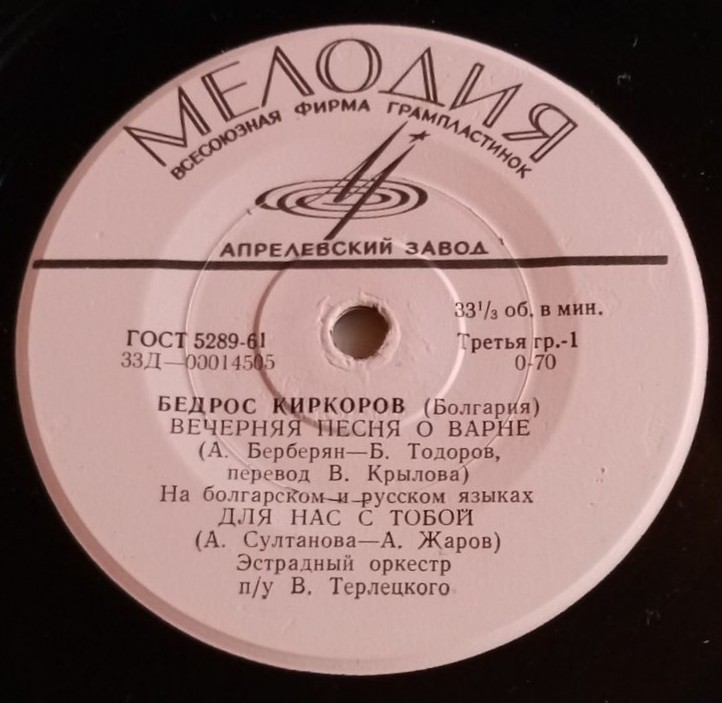 МЕЛОДИЯ
ВСЕСОЮЗНАЯ ФИРМА ГРАМПЛАСТИНОК
АПРЕЛЕВСКИЙ ЗАВОД
33¹/₃ об. в мин.
ГОСТ 5289-61 Третья гр.-1
33Д—00014505 0-70
БЕДРОС КИРКОРОВ (Болгария)
ВЕЧЕРНЯЯ ПЕСНЯ О ВАРНЕ
(А. Берберян—Б. Тодоров,
перевод В. Крылова)
На болгарском и русском языках
ДЛЯ НАС С ТОБОЙ
(А. Султанова—А. Жаров)
Эстрадный оркестр
п/у В. Терлецкого